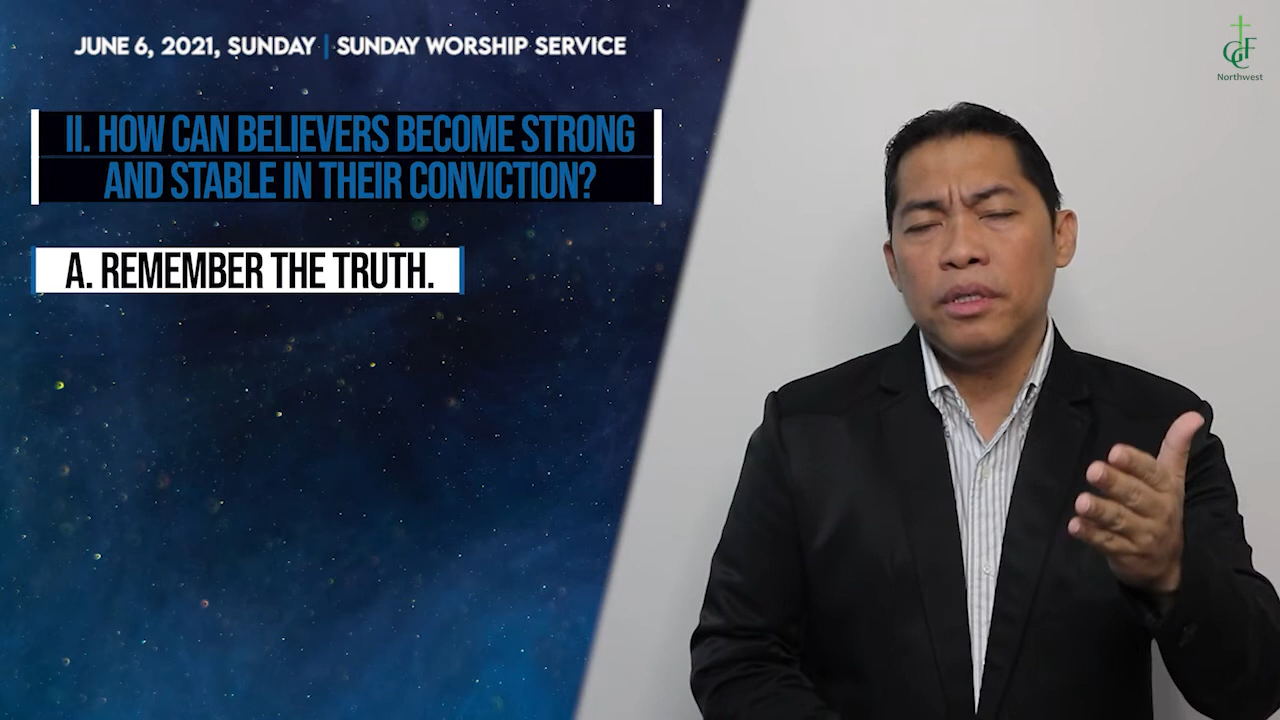 JUNE 6, 2021, SUNDAY | SUNDAY WORSHIP SERVICE
II. HOW CAN BELIEVERS BECOME STRONG
AND STABLE IN THEIR CONVICTION?
A. REMEMBER THE TRUTH.
GCF
Northwest